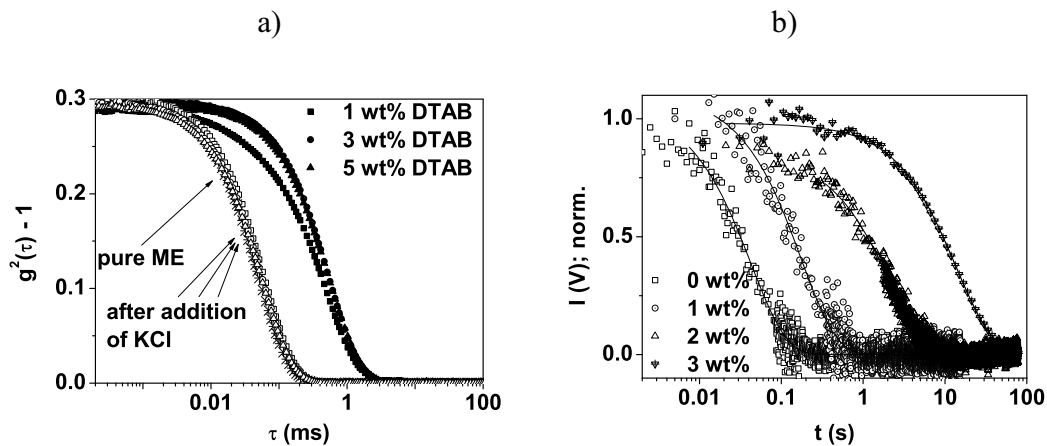 a)
0.3
0.2
0.1
0.0
g²(τ) - 1
1 wt% DTAB
3 wt% DTAB
5 wt% DTAB
pure ME
after addition
of KCl
0.01
1
100
τ (ms)
b)
1.0
0.5
0.0
I (V); norm.
0 wt%
1 wt%
2 wt%
3 wt%
0.01
0.1
1
10
100
t (s)